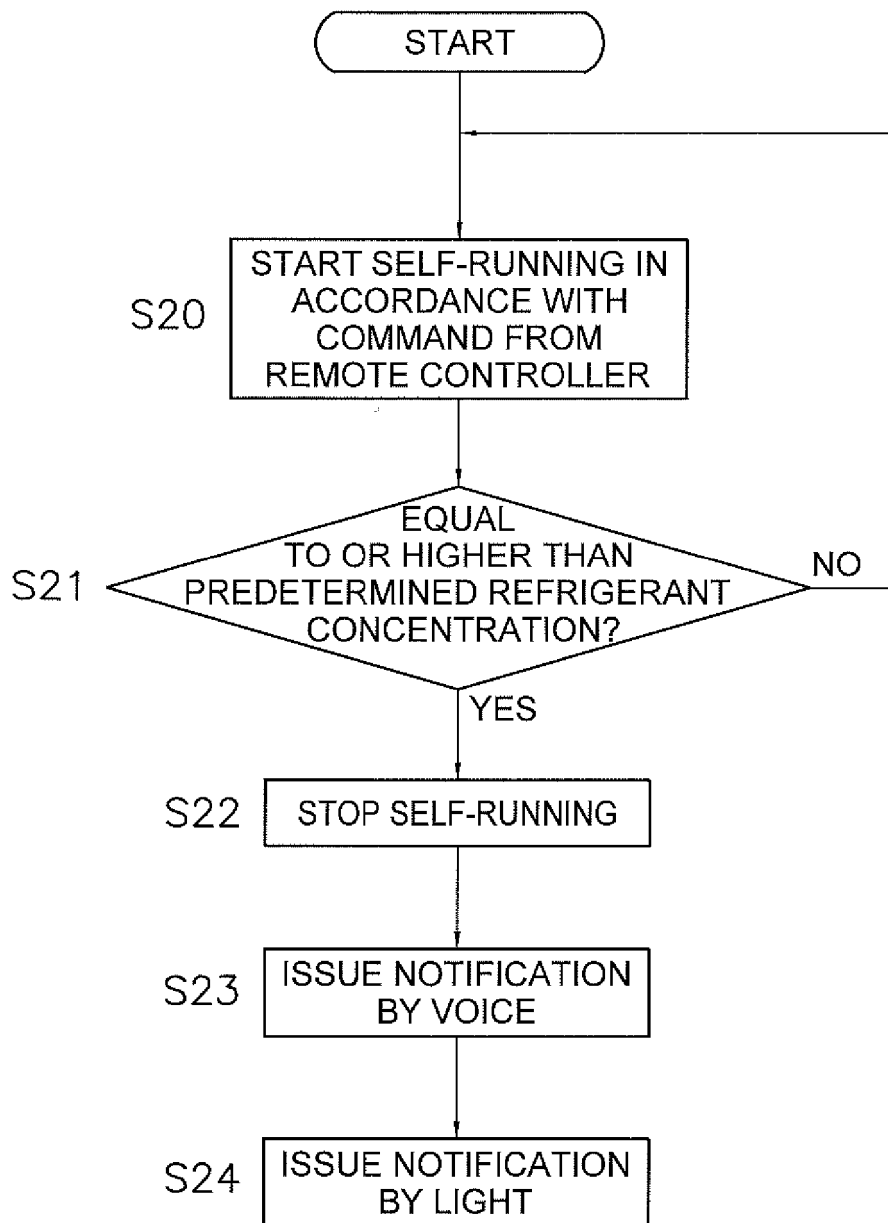 START
S20
START SELF-RUNNING IN
ACCORDANCE WITH
COMMAND FROM
REMOTE CONTROLLER
S21
EQUAL
TO OR HIGHER THAN
PREDETERMINED REFRIGERANT
CONCENTRATION?
NO
YES
S22
STOP SELF-RUNNING
S23
ISSUE NOTIFICATION
BY VOICE
S24
ISSUE NOTIFICATION
BY LIGHT